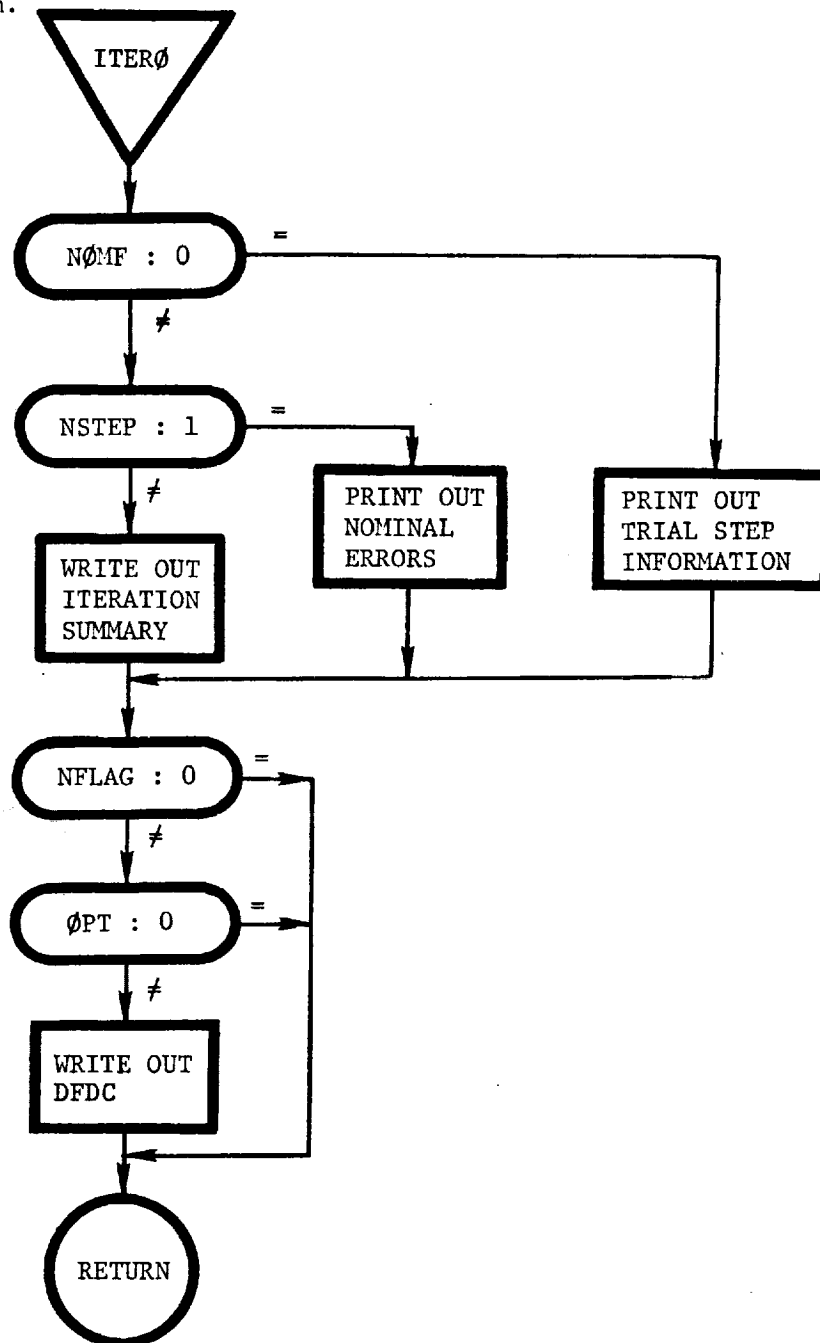 n.
ITERØ
NØMF : 0
=
≠
NSTEP : 1
=
≠
PRINT OUT
NOMINAL
ERRORS
PRINT OUT
TRIAL STEP
INFORMATION
WRITE OUT
ITERATION
SUMMARY
NFLAG : 0
=
≠
ØPT : 0
=
≠
WRITE OUT
DFDC
RETURN